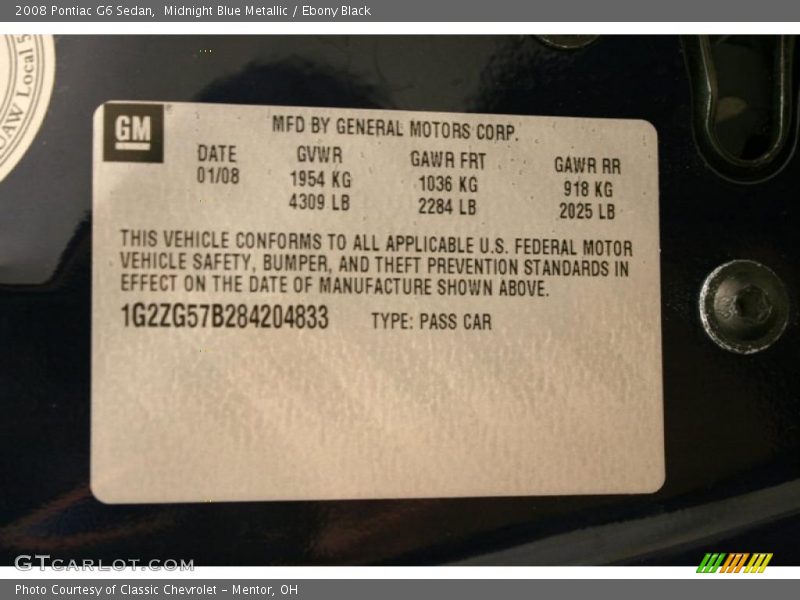 2008 Pontiac G6 Sedan,  Midnight Blue Metallic / Ebony Black
UAW Local 5
GM
MFD BY GENERAL MOTORS CORP.
DATE GVWR GAWR FRT GAWR RR
01/08 1954 KG 1036 KG 918 KG
4309 LB 2284 LB 2025 LB
THIS VEHICLE CONFORMS TO ALL APPLICABLE U.S. FEDERAL MOTOR
VEHICLE SAFETY, BUMPER, AND THEFT PREVENTION STANDARDS IN
EFFECT ON THE DATE OF MANUFACTURE SHOWN ABOVE.
1G2ZG57B284204833 TYPE: PASS CAR
GTCARLOT.COM
Photo Courtesy of Classic Chevrolet - Mentor, OH